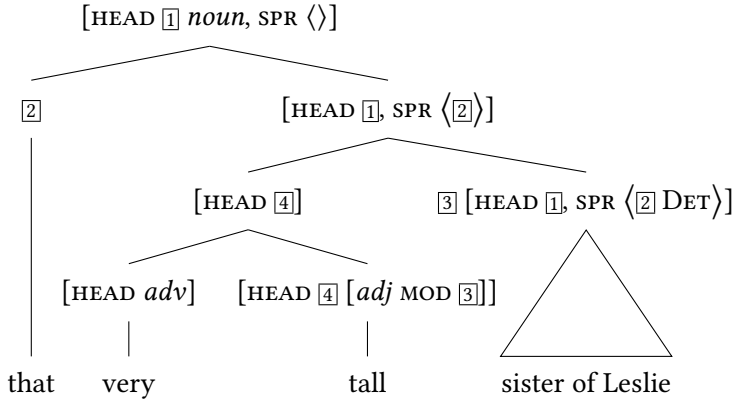 [HEAD 1 noun, SPR ⟨⟩]
2 [HEAD 1, SPR ⟨2⟩]
[HEAD 4] 3 [HEAD 1, SPR ⟨2 DET⟩]
[HEAD adv] [HEAD 4 [adj MOD 3]]
that very tall sister of Leslie